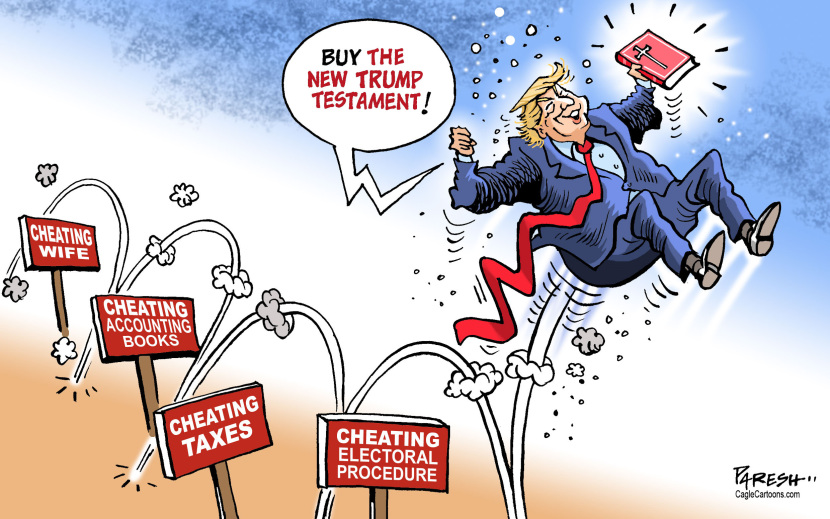 BUY THE
NEW TRUMP
TESTAMENT!
CHEATING
WIFE
CHEATING
ACCOUNTING
BOOKS
CHEATING
TAXES
CHEATING
ELECTORAL
PROCEDURE
PARESH
CagleCartoons.com